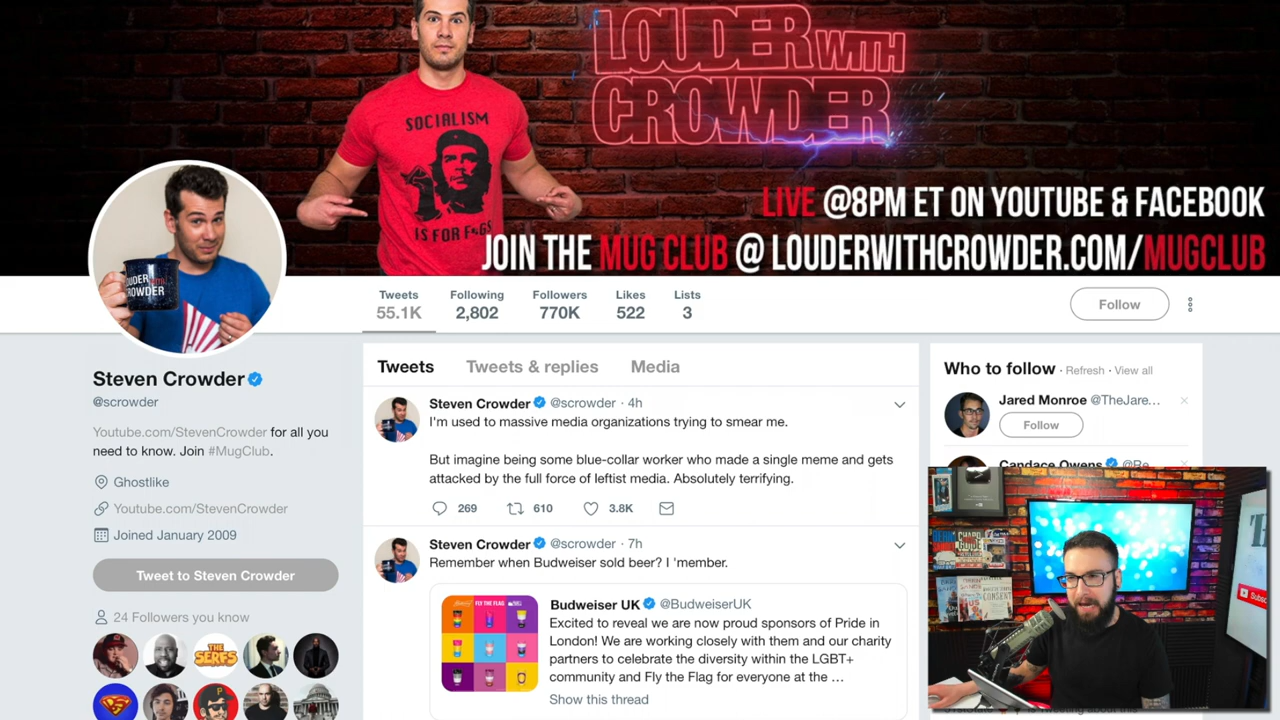 LOUDER WITH
CROWDER
SOCIALISM
IS FOR F*GS
LIVE @8PM ET ON YOUTUBE & FACEBOOK
JOIN THE MUG CLUB @ LOUDERWITHCROWDER.COM/MUGCLUB
Tweets Following Followers Likes Lists
55.1K 2,802 770K 522 3
Follow
Steven Crowder
@scrowder
Youtube.com/StevenCrowder for all you
need to know. Join #MugClub.
Ghostlike
Youtube.com/StevenCrowde
Joined January 2009
Tweet to Steven Crowder
24 Followers you know
THE
SERFS
Tweets Tweets & replies Media
Steven Crowder @scrowder · 4h
I'm used to massive media organizations trying to smear me.
But imagine being some blue-collar worker who made a single meme and gets
attacked by the full force of leftist media. Absolutely terrifying.
269 610 3.8K
Steven Crowder @scrowder · 7h
Remember when Budweiser sold beer? I 'member.
FLY THE FLAG
Budweiser UK @BudweiserUK
Excited to reveal we are now proud sponsors of Pride in
London! We are working closely with them and our charity
partners to celebrate the diversity within the LGBT+
community and Fly the Flag for everyone at the ...
Show this thread
Who to follow · Refresh · View all
Jared Monroe @TheJare...
Follow
Candace Owens @Re